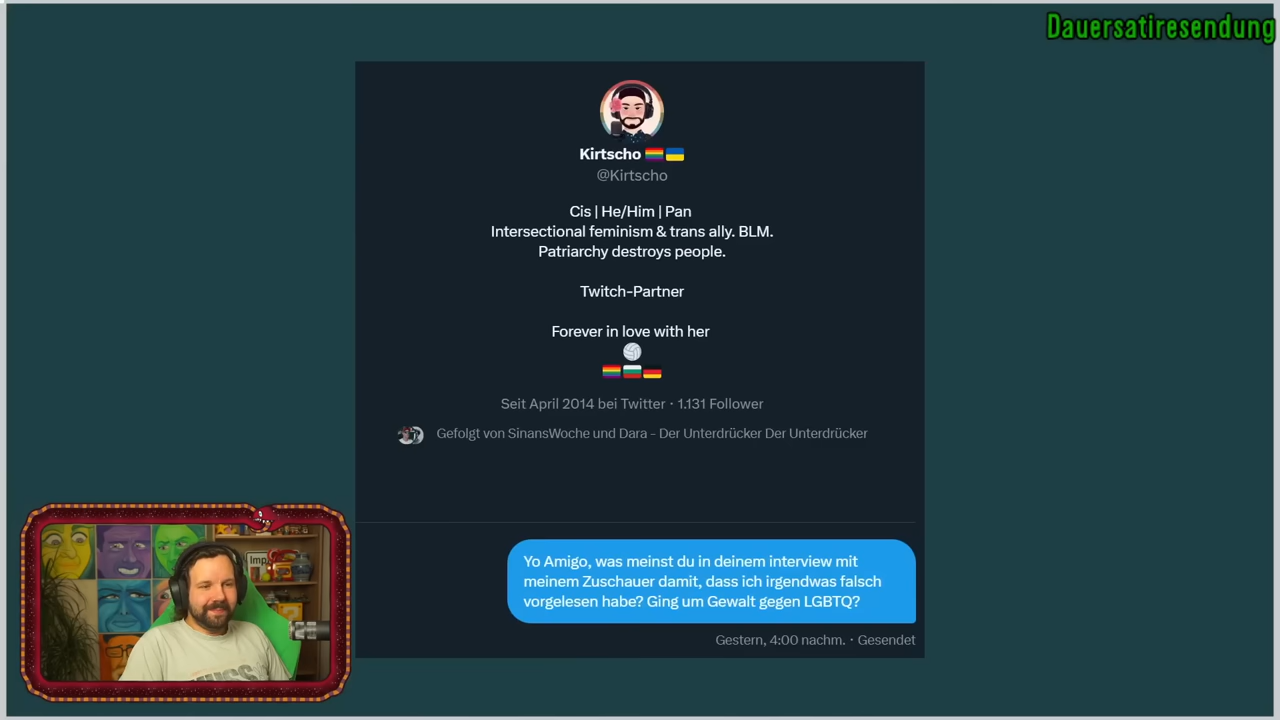 Dauersatiresendung
Kirtscho 🏳️‍🌈🇺🇦
@Kirtscho
Cis | He/Him | Pan
Intersectional feminism & trans ally. BLM.
Patriarchy destroys people.
Twitch-Partner
Forever in love with her
🏐
🏳️‍🌈🇧🇬🇩🇪
Seit April 2014 bei Twitter · 1.131 Follower
Gefolgt von SinansWoche und Dara - Der Unterdrücker Der Unterdrücker
Yo Amigo, was meinst du in deinem interview mit
meinem Zuschauer damit, dass ich irgendwas falsch
vorgelesen habe? Ging um Gewalt gegen LGBTQ?
Gestern, 4:00 nachm. · Gesendet